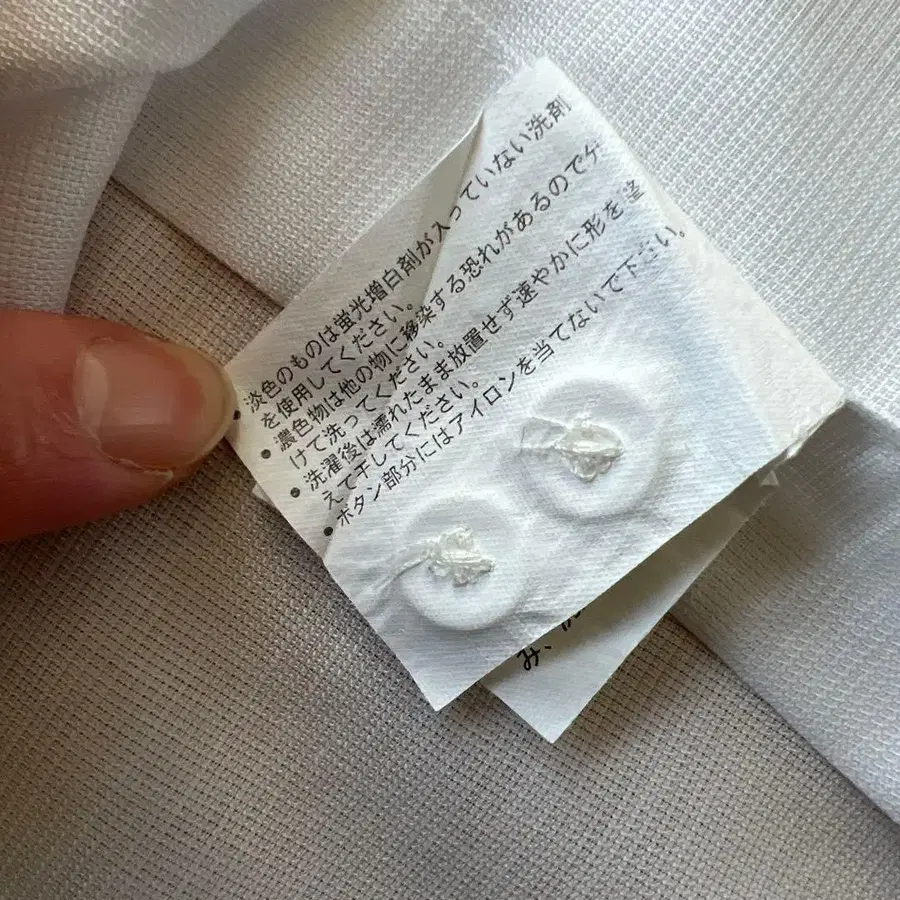 ・淡色のものは蛍光増白剤が入っていない洗剤
を使用してください。
・濃色物は他の物に移染する恐れがあるので分
けて洗ってください。
・洗濯後は濡れたまま放置せず速やかに形を整
えて干してください。
・ボタン部分にはアイロンを当てないで下さい。
み、